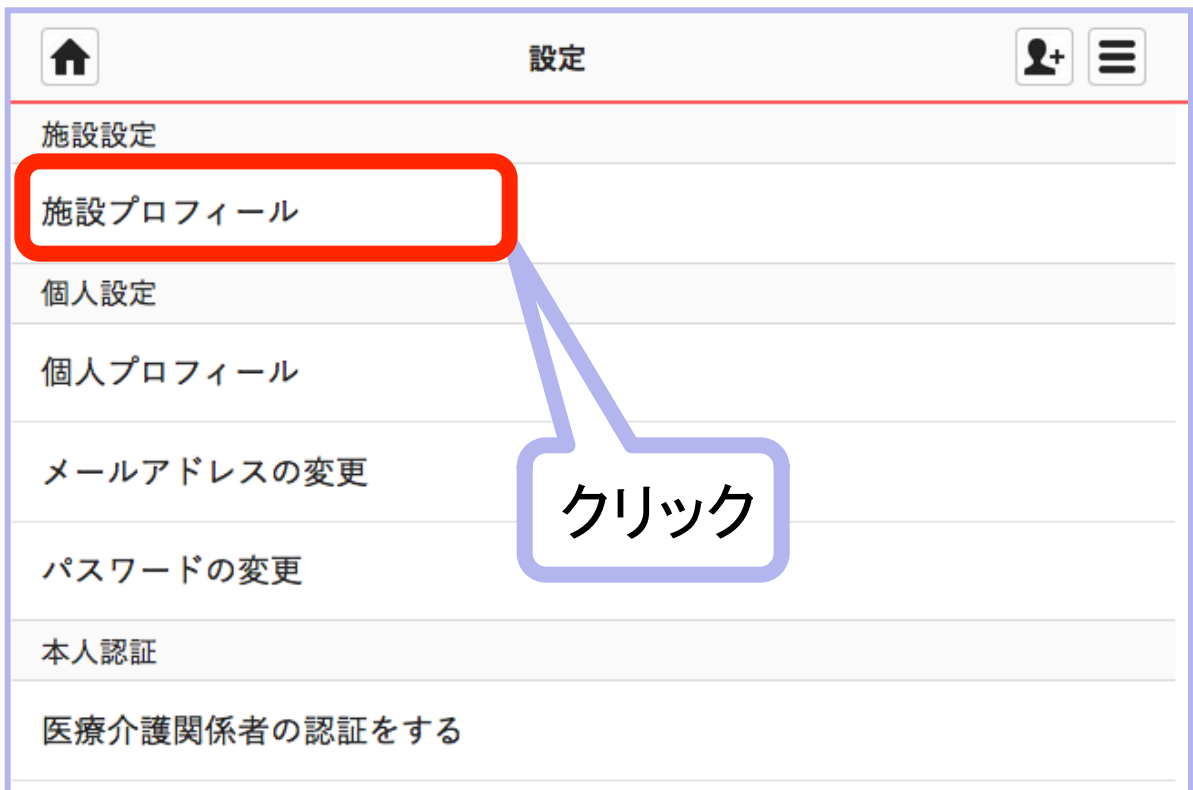 設定
施設設定
施設プロフィール
個人設定
個人プロフィール
メールアドレスの変更
クリック
パスワードの変更
本人認証
医療介護関係者の認証をする